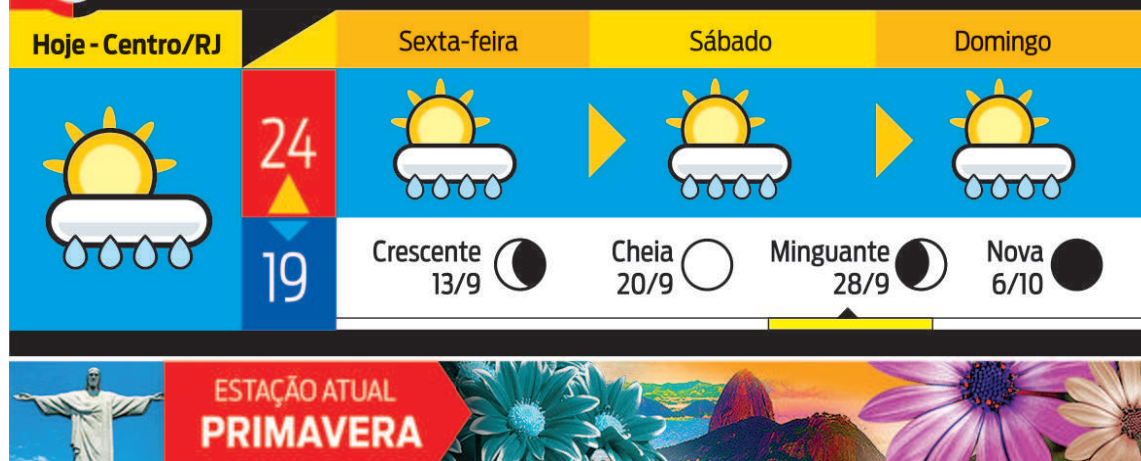 Hoje - Centro/RJ
Sexta-feira
Sábado
Domingo
24
19
Crescente
13/9
Cheia
20/9
Minguante
28/9
Nova
6/10
ESTAÇÃO ATUAL
PRIMAVERA